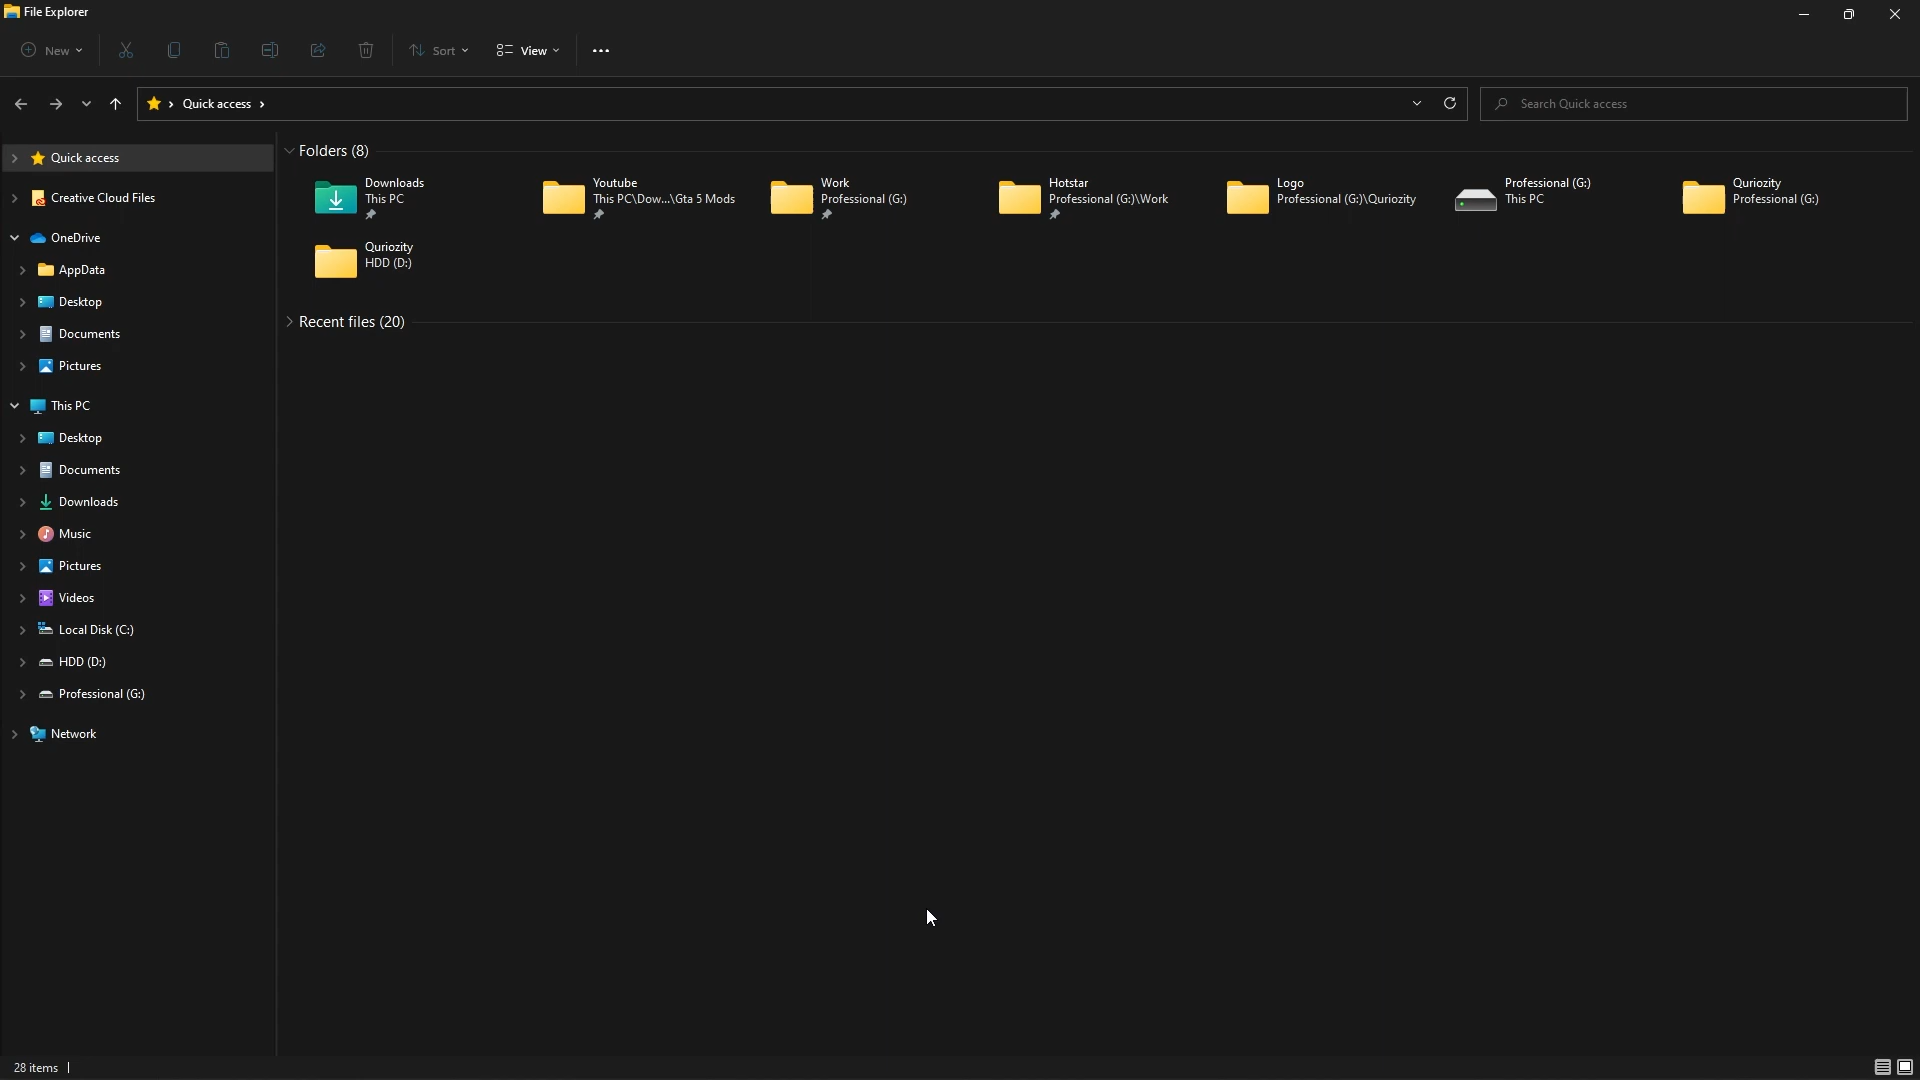 File Explorer
New
Sort
View
Quick access
Search Quick access
Quick access
Creative Cloud Files
OneDrive
AppData
Desktop
Documents
Pictures
This PC
Desktop
Documents
Downloads
Music
Pictures
Videos
Local Disk (C:)
HDD (D:)
Professional (G:)
Network
Folders (8)
Downloads
This PC
Youtube
This PC\Dow...\Gta 5 Mods
Work
Professional (G:)
Hotstar
Professional (G:)\Work
Logo
Professional (G:)\Quriozity
Professional (G:)
This PC
Quriozity
Professional (G:)
Quriozity
HDD (D:)
Recent files (20)
28 items